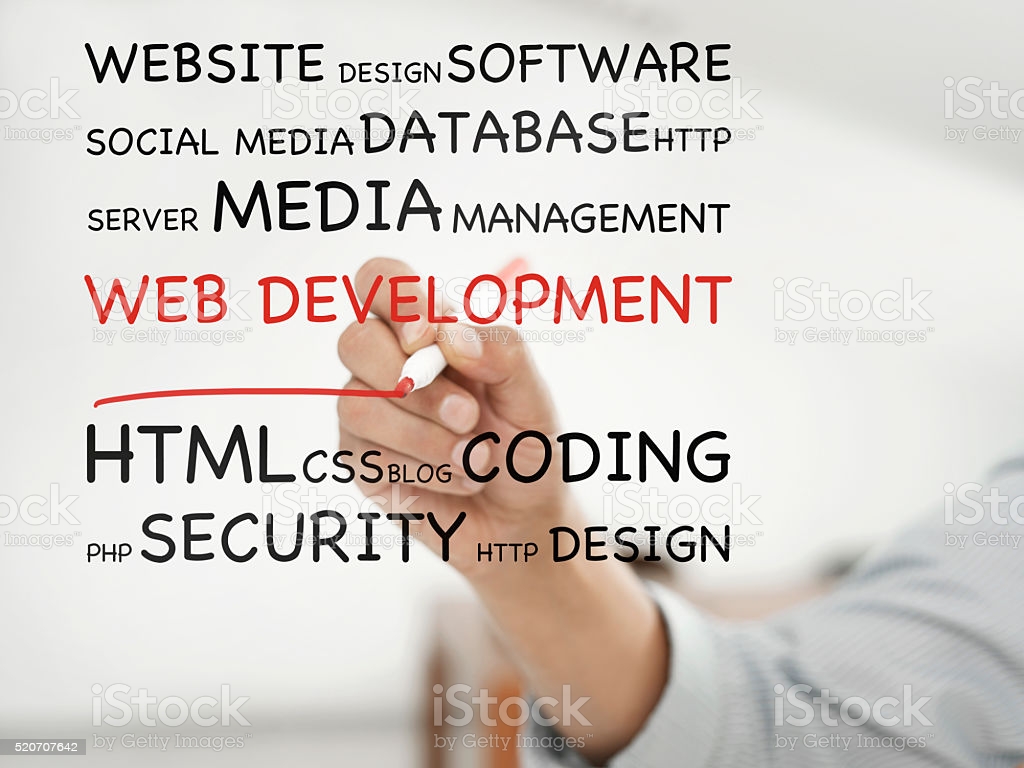 WEBSITE DESIGN SOFTWARE
SOCIAL MEDIA DATABASE HTTP
SERVER MEDIA MANAGEMENT
WEB DEVELOPMENT
HTML CSS BLOG CODING
PHP SECURITY HTTP DESIGN
iStock
by Getty Images™
520707642